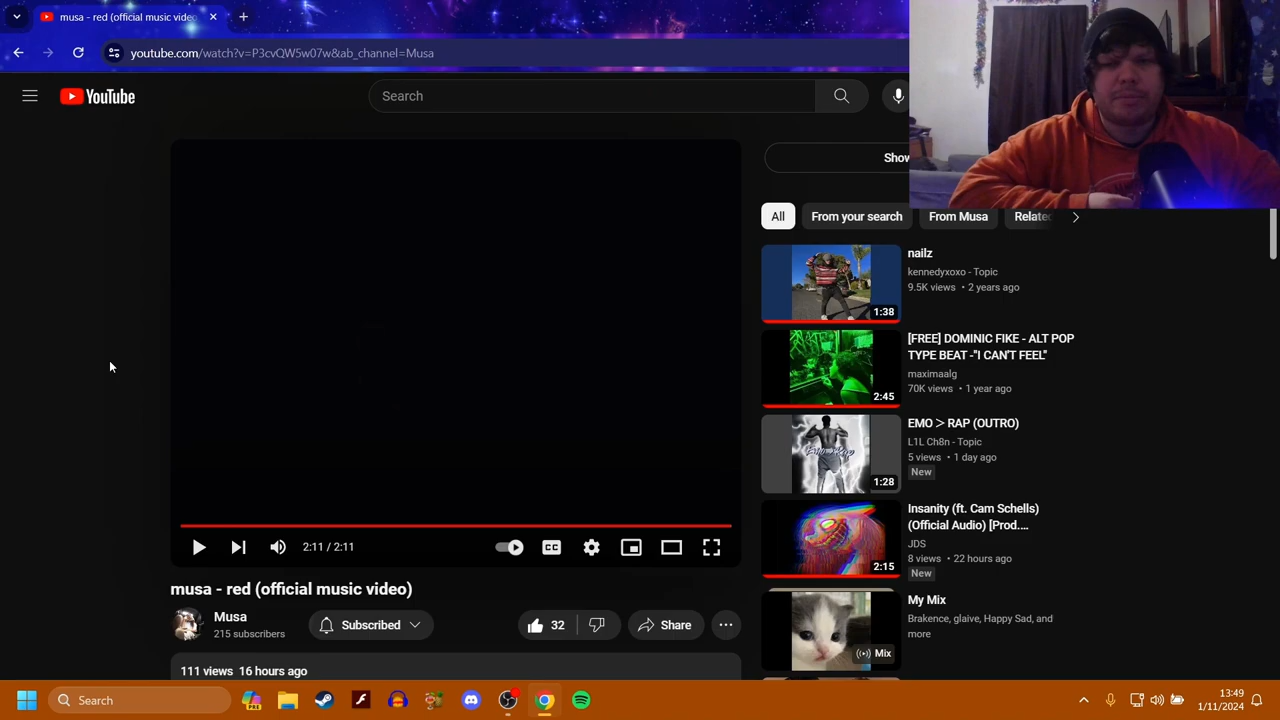 musa - red (official music video
youtube.com/watch?v=P3cvQW5w07w&ab_channel=Musa
YouTube
Search
Show
All
From your search
From Musa
Relate
nailz
kennedyxoxo - Topic
9.5K views • 2 years ago
1:38
[FREE] DOMINIC FIKE - ALT POP
TYPE BEAT -"I CAN'T FEEL"
maximaalg
70K views • 1 year ago
2:45
EMO > RAP (OUTRO)
L1L Ch8n - Topic
5 views • 1 day ago
New
1:28
Insanity (ft. Cam Schells)
(Official Audio) [Prod....
JDS
8 views • 22 hours ago
New
2:15
My Mix
Brakence, glaive, Happy Sad, and
more
Mix
2:11 / 2:11
CC
musa - red (official music video)
Musa
215 subscribers
Subscribed
32
Share
111 views 16 hours ago
Search
13:49
1/11/2024